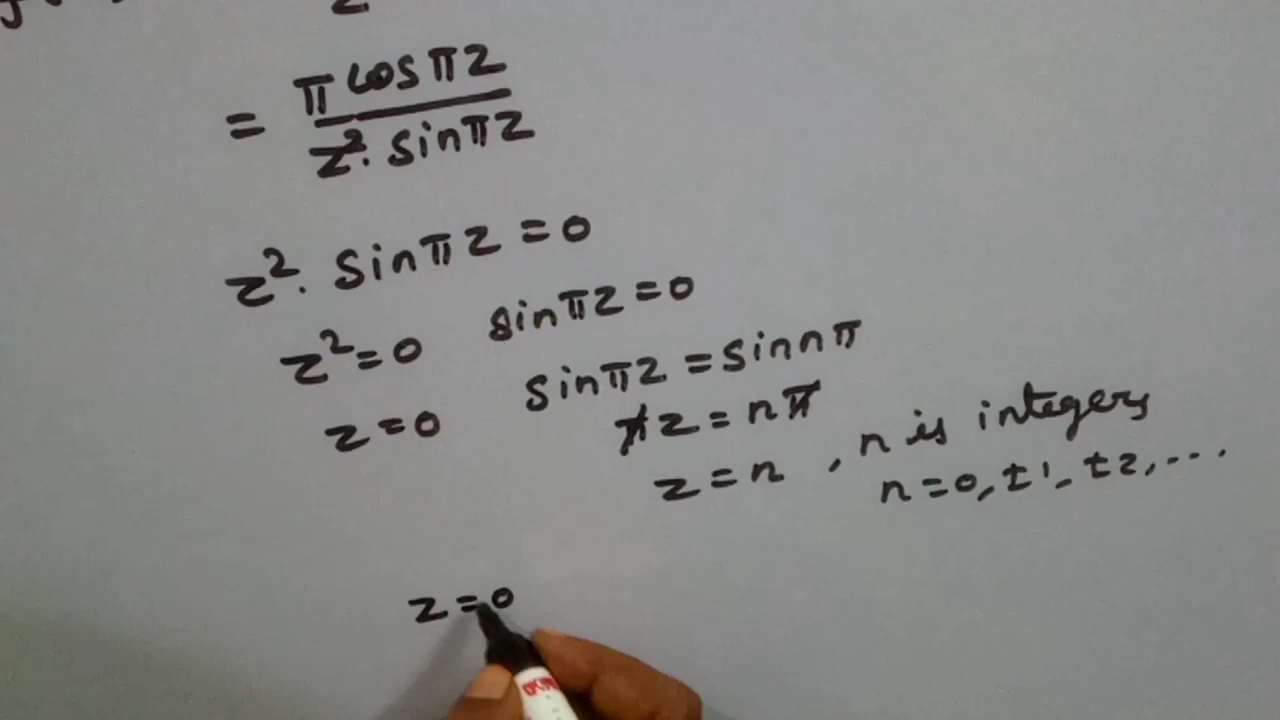 = π cos πz / z². sin πz
z². sin πz = 0
z² = 0 sin πz = 0
z = 0 sin πz = sin nπ
πz = nπ
z = n , n is integers
n = 0, ±1, ±2, ...
z = 0